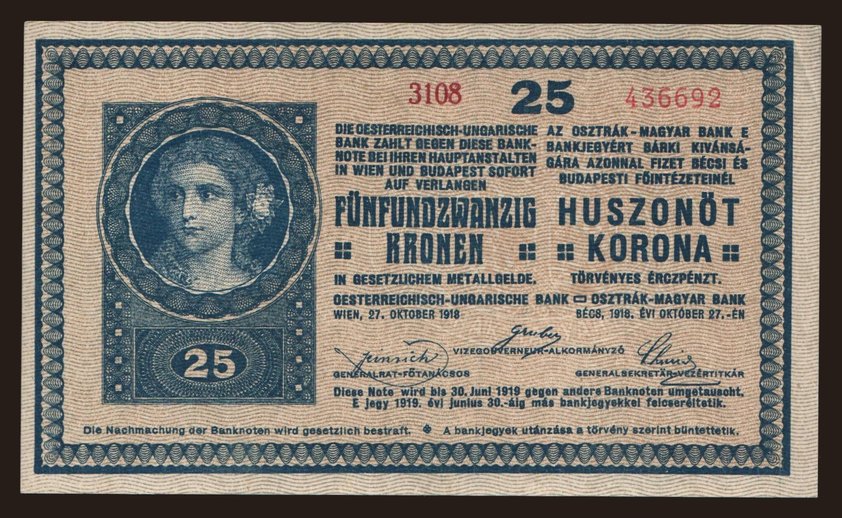 3108 25 436692
DIE OESTERREICHISCH-UNGARISCHE
BANK ZAHLT GEGEN DIESE BANK-
NOTE BEI IHREN HAUPTANSTALTEN
IN WIEN UND BUDAPEST SOFORT
AUF VERLANGEN
FÜNFUNDZWANZIG
KRONEN
IN GESETZLICHEM METALLGELDE.
AZ OSZTRÁK-MAGYAR BANK E
BANKJEGYÉRT BÁRKI KIVÁNSÁ-
GÁRA AZONNAL FIZET BÉCSI ÉS
BUDAPESTI FŐINTÉZETEINÉL
HUSZONÖT
KORONA
TÖRVÉNYES ÉRCZPÉNZT.
OESTERREICHISCH-UNGARISCHE BANK OSZTRÁK-MAGYAR BANK
WIEN, 27. OKTOBER 1918 BÉCS, 1918. ÉVI OKTÓBER 27.-ÉN
Gruber
VIZEGOUVERNEUR-ALKORMÁNYZÓ
GENERALRAT-FŐTANÁCSOS
GENERALSEKRETÄR-VEZÉRTITKÁR
Diese Note wird bis 30. Juni 1919 gegen andere Banknoten umgetauscht.
E jegy 1919. évi junius 30.-áig más bankjegyekkel felcseréltetik.
25
Die Nachmachung der Banknoten wird gesetzlich bestraft. A bankjegyek utánzása a törvény szerint büntettetik.